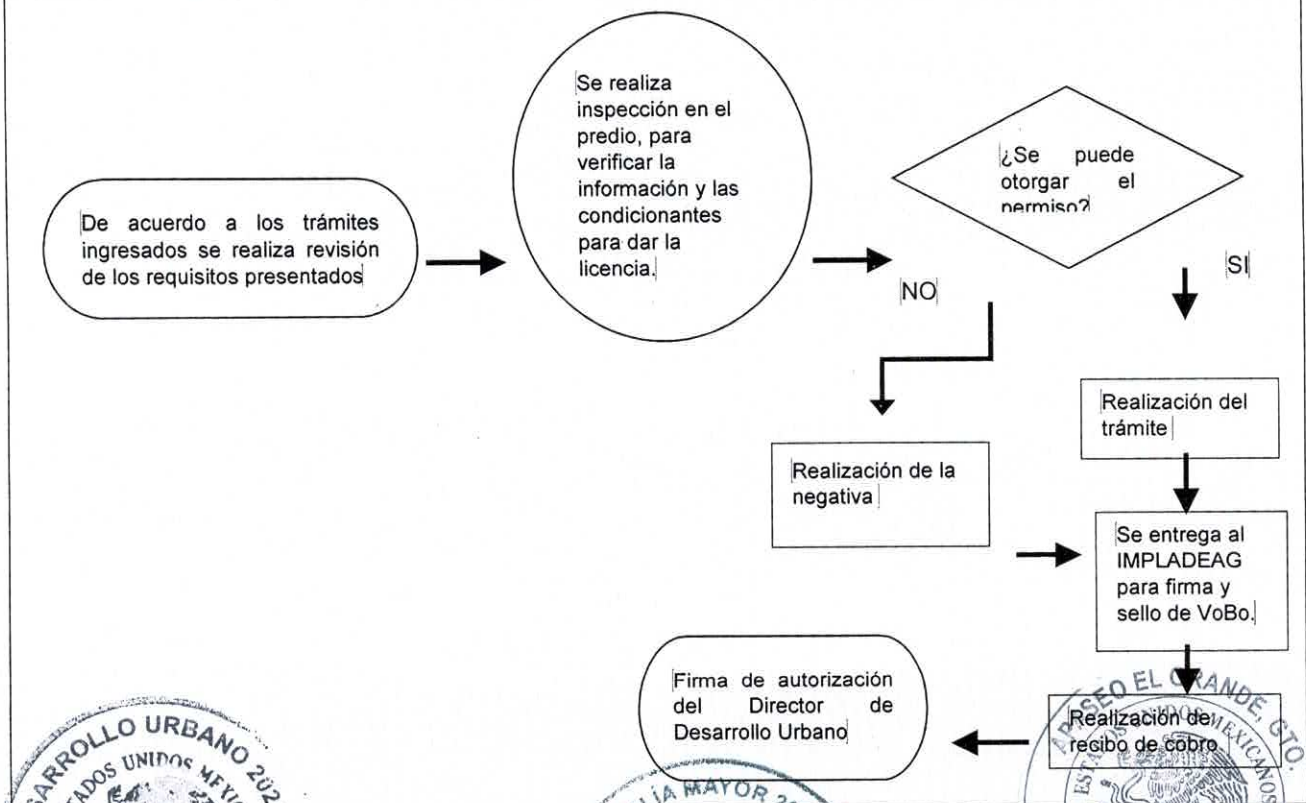 De acuerdo a los trámites
ingresados se realiza revisión
de los requisitos presentados
Se realiza
inspección en el
predio, para
verificar la
información y las
condicionantes
para dar la
licencia.
¿Se puede
otorgar el
permiso?
NO
SI
Realización de la
negativa
Realización del
trámite
Se entrega al
IMPLADEAG
para firma y
sello de VoBo.
Realización de
recibo de cobro
Firma de autorización
del Director de
Desarrollo Urbano
SARROLLO URBANO 202
UNIDOS
MAYOR
APASEO EL GRANDE, GTO.
ESTADOS UNIDOS MEXICANOS